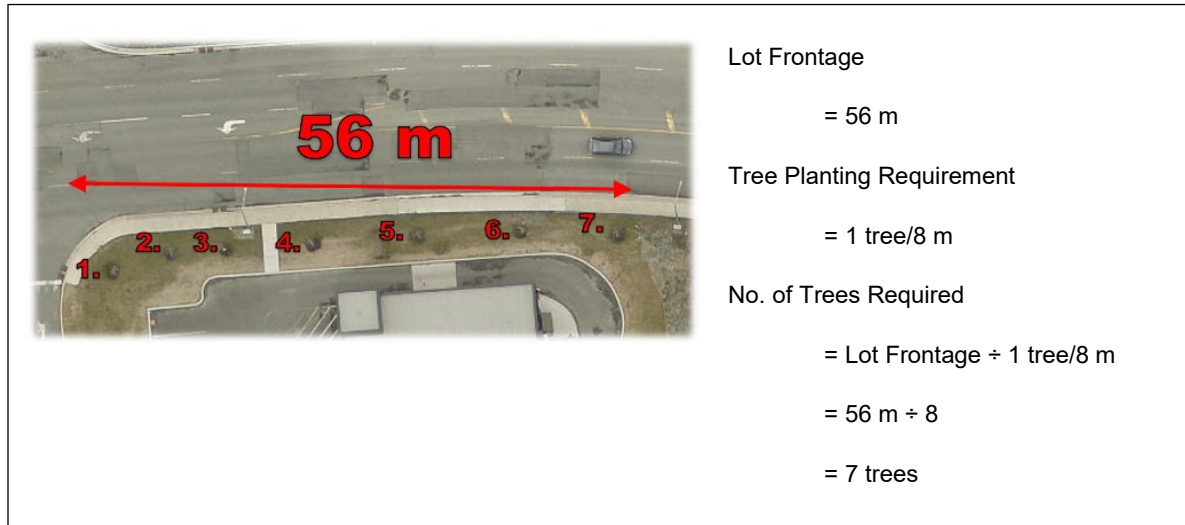 56 m
1.
2.
3.
4.
5.
6.
7.
Lot Frontage
= 56 m
Tree Planting Requirement
= 1 tree/8 m
No. of Trees Required
= Lot Frontage ÷ 1 tree/8 m
= 56 m ÷ 8
= 7 trees